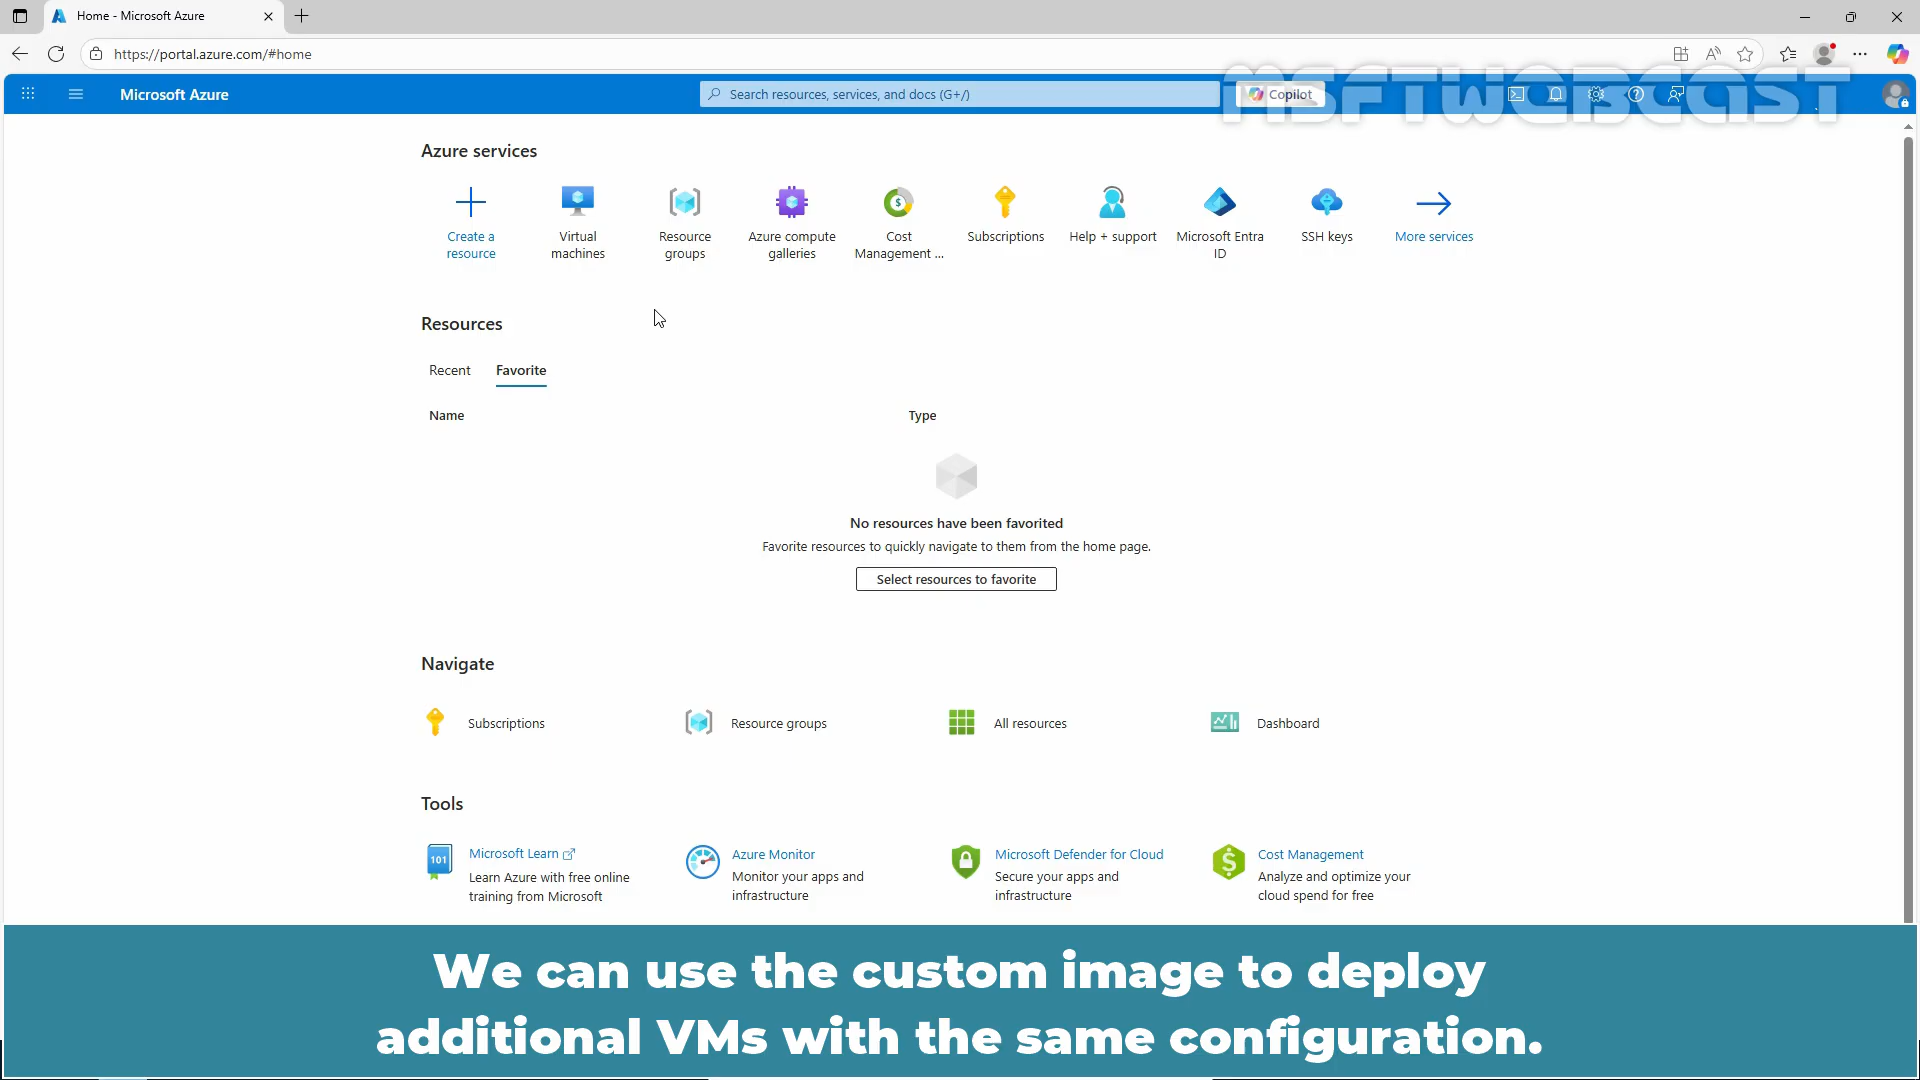 Home - Microsoft Azure
https://portal.azure.com/#home
Microsoft Azure
Search resources, services, and docs (G+/)
Copilot
MSFTWEBCAST
Azure services
Create a
resource
Virtual
machines
Resource
groups
Azure compute
galleries
Cost
Management ...
Subscriptions
Help + support
Microsoft Entra
ID
SSH keys
More services
Resources
Recent
Favorite
Name
Type
No resources have been favorited
Favorite resources to quickly navigate to them from the home page.
Select resources to favorite
Navigate
Subscriptions
Resource groups
All resources
Dashboard
Tools
101
Microsoft Learn
Learn Azure with free online
training from Microsoft
Azure Monitor
Monitor your apps and
infrastructure
Microsoft Defender for Cloud
Secure your apps and
infrastructure
Cost Management
Analyze and optimize your
cloud spend for free
We can use the custom image to deploy
additional VMs with the same configuration.